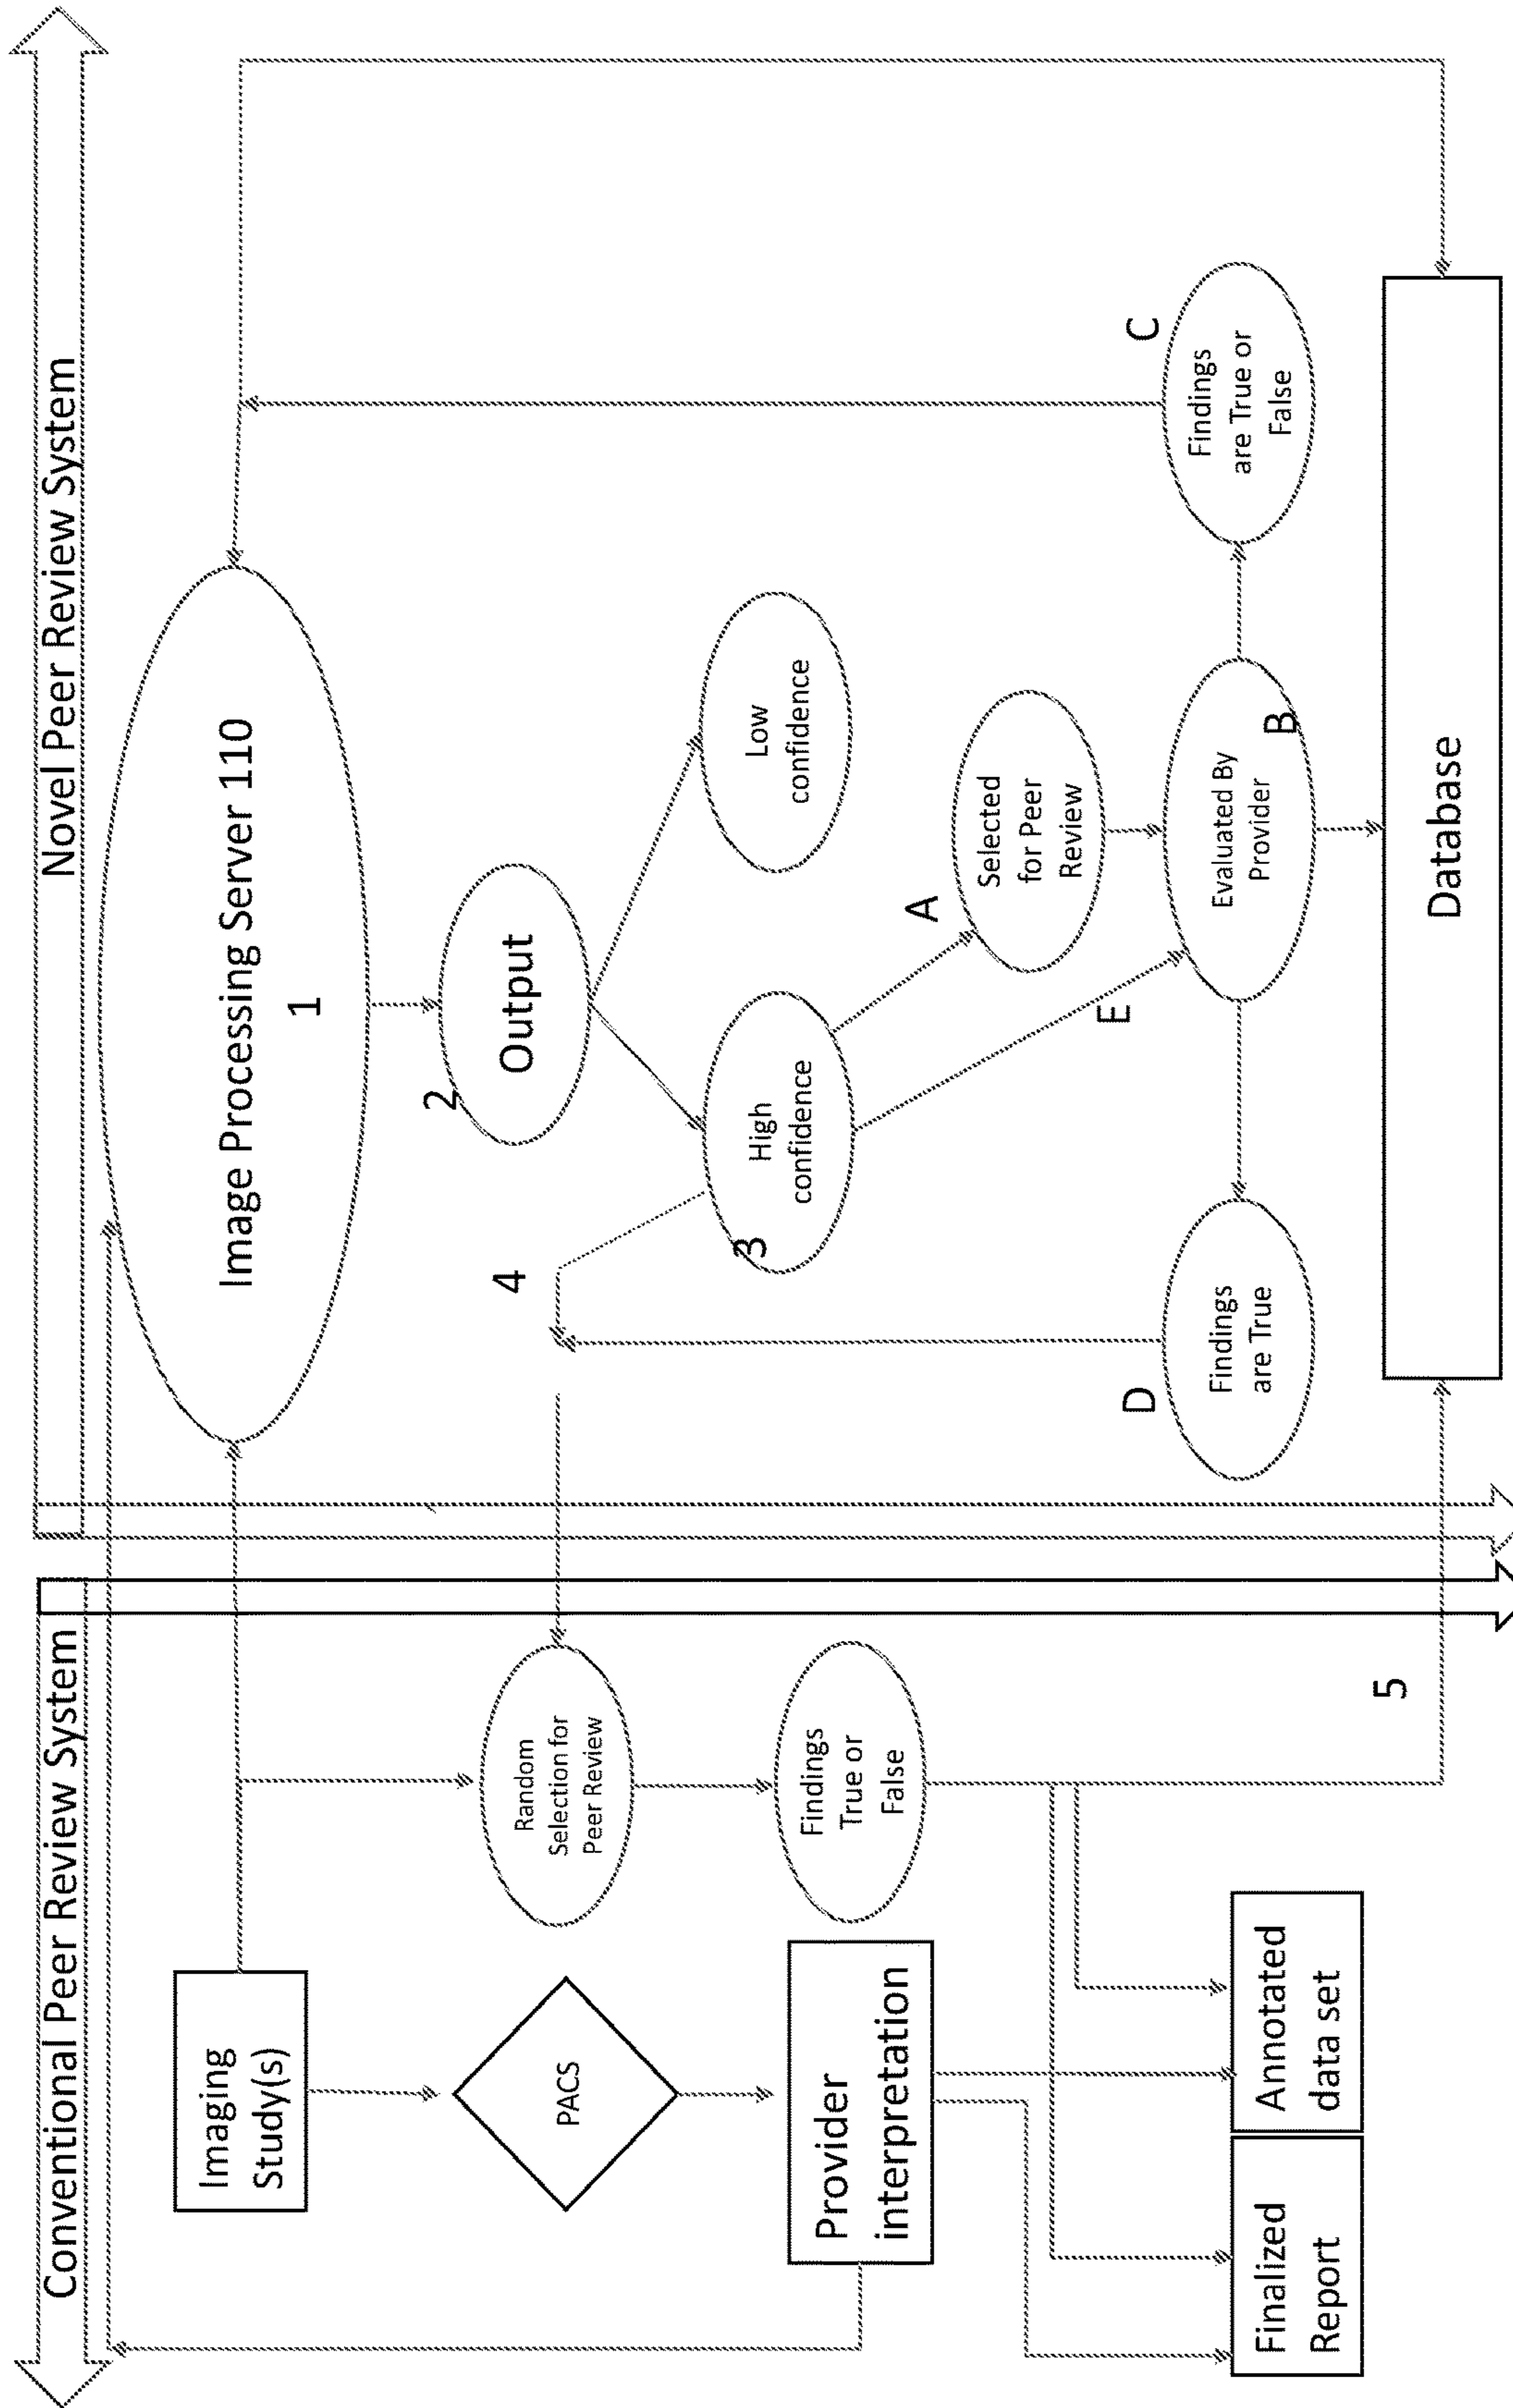 Conventional Peer Review System
Novel Peer Review System
Imaging
Study(s)
PACS
Provider
interpretation
Finalized
Report
Annotated
data set
Random
Selection for
Peer Review
Findings
True or
False
5
Image Processing Server 110
1
2
Output
4
3
High
confidence
Low
confidence
A
Selected
for Peer
Review
E
Evaluated By
Provider
B
C
Findings
are True or
False
D
Findings
are True
Database